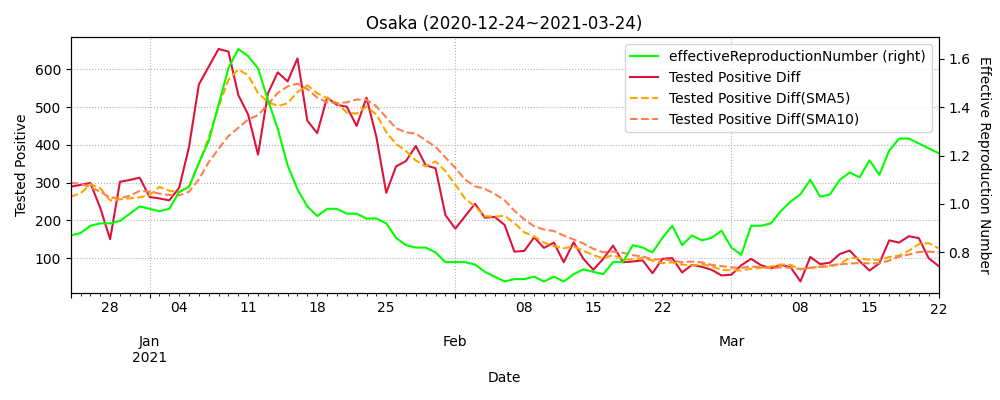 Osaka (2020-12-24~2021-03-24)
effectiveReproductionNumber (right)
Tested Positive Diff
Tested Positive Diff(SMA5)
Tested Positive Diff(SMA10)
Tested Positive
600
500
400
300
200
100
1.6
1.4
1.2
1.0
0.8
Effective Reproduction Number
28 04 11 18 25 08 15 22 08 15 22
Jan Feb Mar
2021
Date